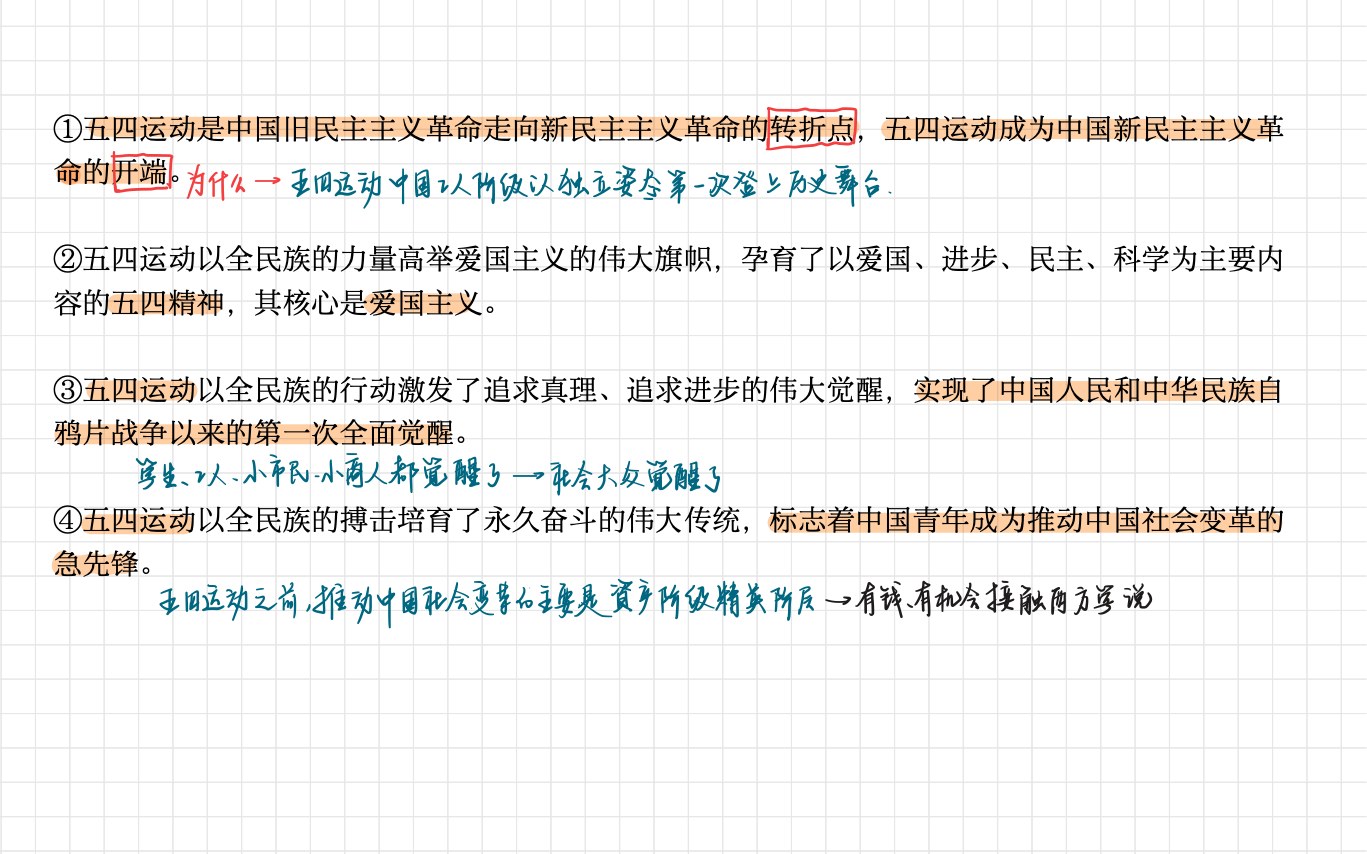 ①五四运动是中国旧民主主义革命走向新民主主义革命的转折点，五四运动成为中国新民主主义革
命的开端。为什么→五四运动中国工人阶级以独立姿态第一次登上历史舞台.
②五四运动以全民族的力量高举爱国主义的伟大旗帜，孕育了以爱国、进步、民主、科学为主要内
容的五四精神，其核心是爱国主义。
③五四运动以全民族的行动激发了追求真理、追求进步的伟大觉醒，实现了中国人民和中华民族自
鸦片战争以来的第一次全面觉醒。
学生、工人、小市民、小商人都觉醒了→社会大众觉醒了
④五四运动以全民族的搏击培育了永久奋斗的伟大传统，标志着中国青年成为推动中国社会变革的
急先锋。
五四运动之前，推动中国社会变革的主要是资产阶级精英阶层→有钱、有机会接触西方学说